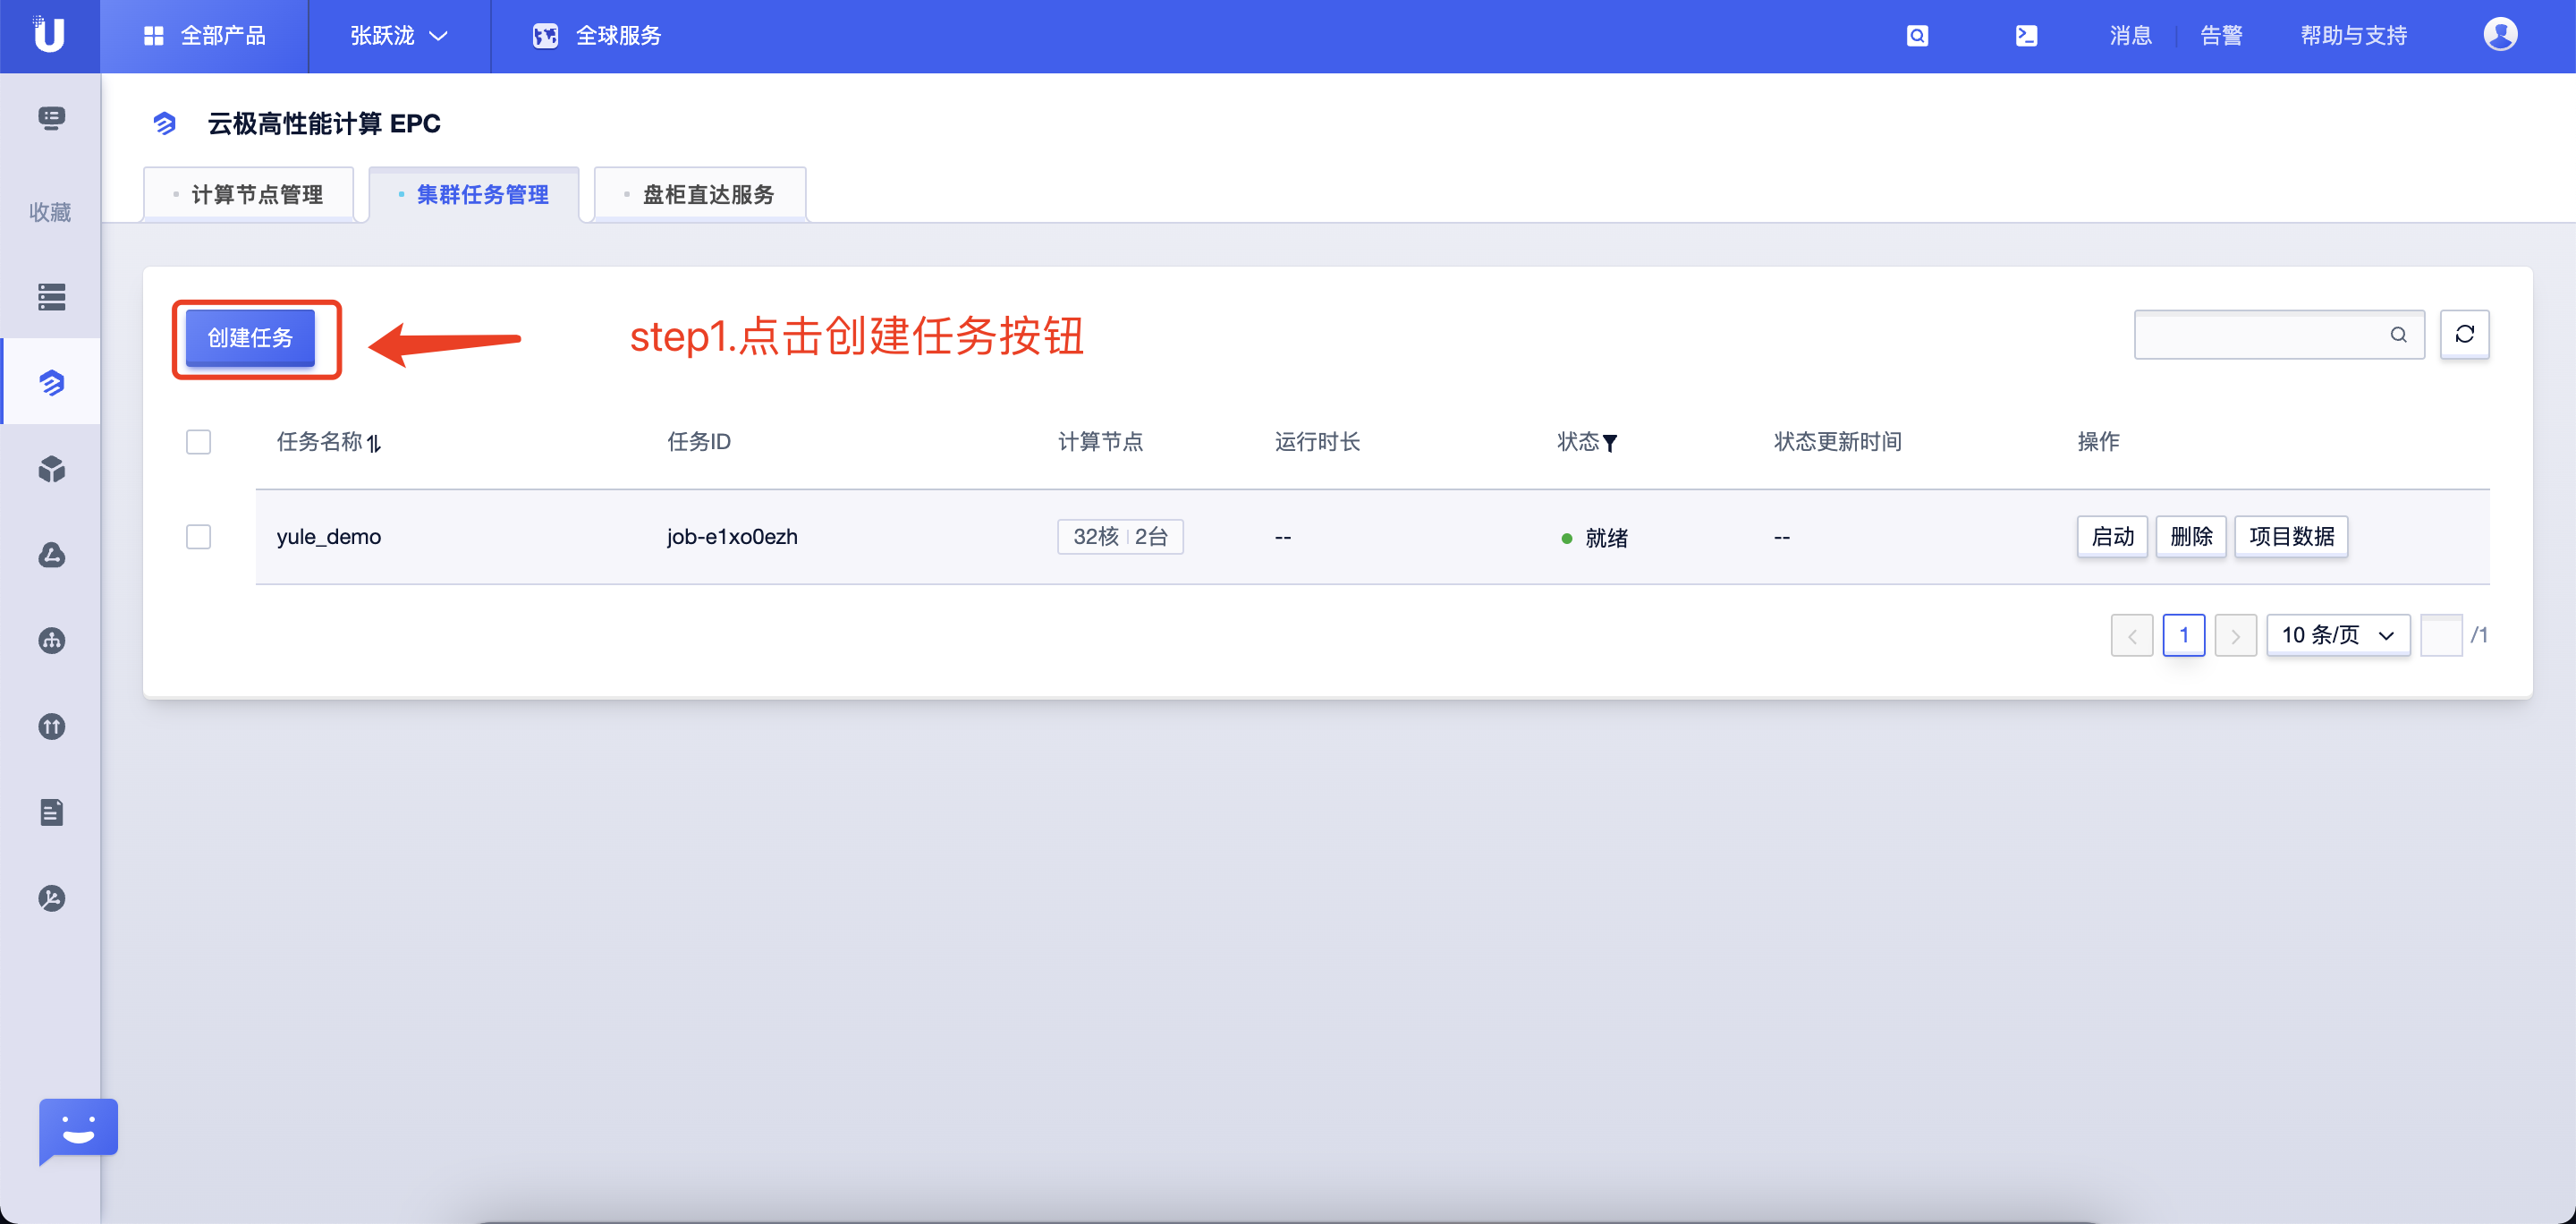 全部产品
张跃泷
全球服务
消息
告警
帮助与支持
收藏
云极高性能计算 EPC
计算节点管理
集群任务管理
盘柜直达服务
创建任务
step1.点击创建任务按钮
任务名称 任务ID 计算节点 运行时长 状态 状态更新时间 操作
yule_demo job-e1xo0ezh 32核 2台 -- 就绪 -- 启动 删除 项目数据
1 10 条/页 /1